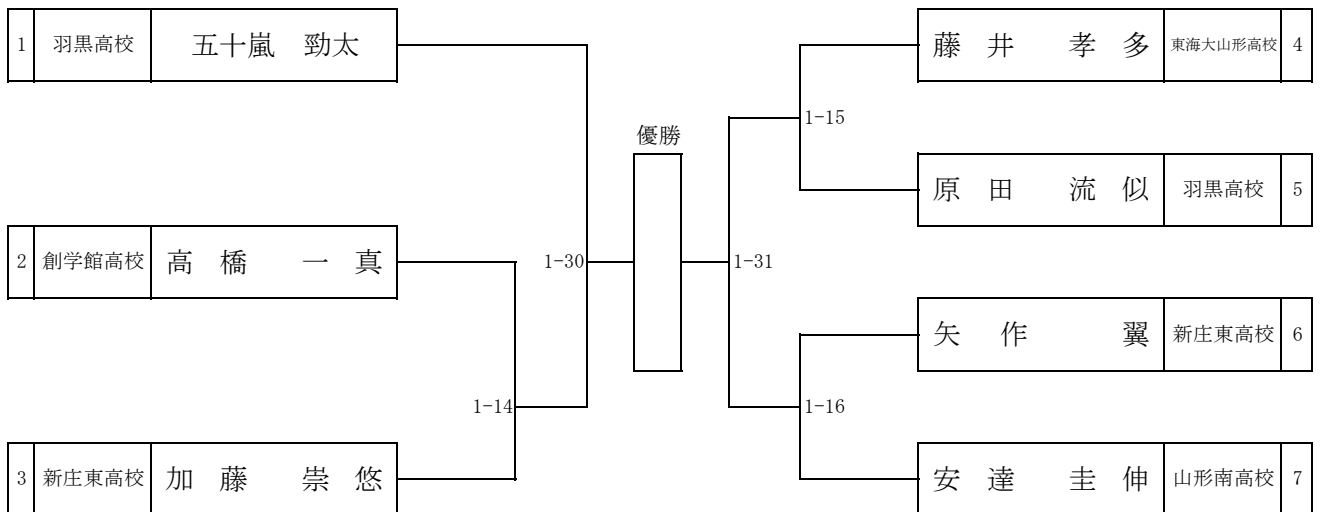 1 羽黒高校 五十嵐 勁太
2 創学館高校 高橋 一真
3 新庄東高校 加藤 崇悠
1-14
1-30
優勝
1-31
1-15
1-16
藤井 孝多 東海大山形高校 4
原田 流似 羽黒高校 5
矢作 翼 新庄東高校 6
安達 圭伸 山形南高校 7